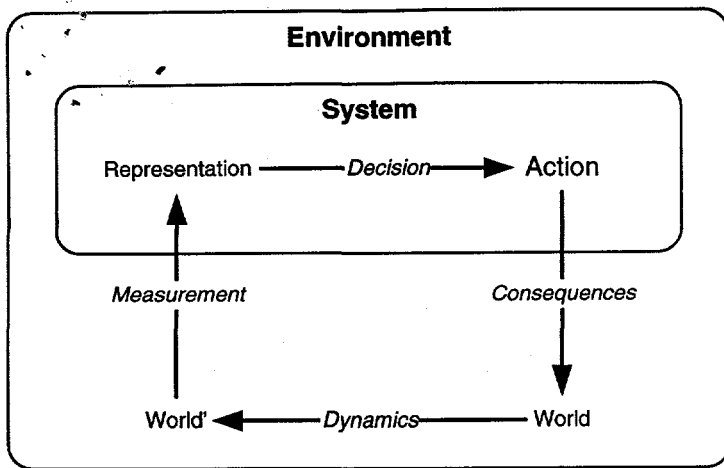 Environment
System
Representation Decision Action
Measurement Consequences
World' Dynamics World